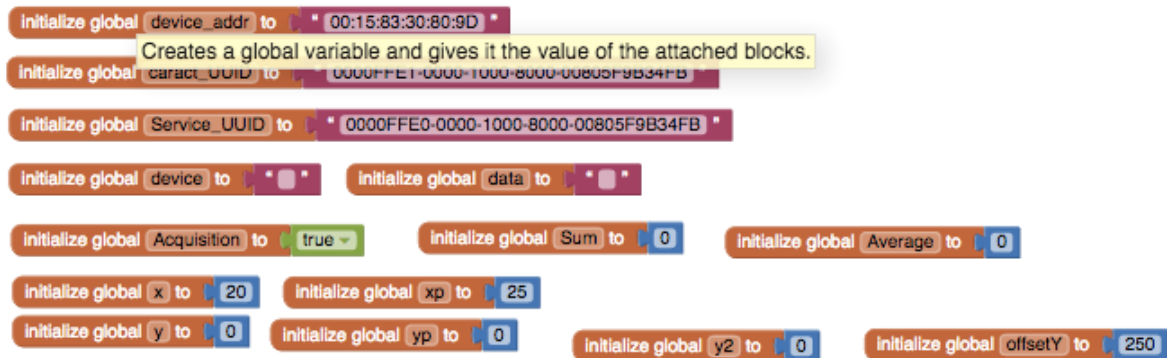 initialize global device_addr to " 00:15:83:30:80:9D "
Creates a global variable and gives it the value of the attached blocks.
initialize global caract_UUID to " 0000FFE1-0000-1000-8000-00805F9B34FB "
initialize global Service_UUID to " 0000FFE0-0000-1000-8000-00805F9B34FB "
initialize global device to " " initialize global data to " "
initialize global Acquisition to true initialize global Sum to 0 initialize global Average to 0
initialize global x to 20 initialize global xp to 25
initialize global y to 0 initialize global yp to 0 initialize global y2 to 0 initialize global offsetY to 250